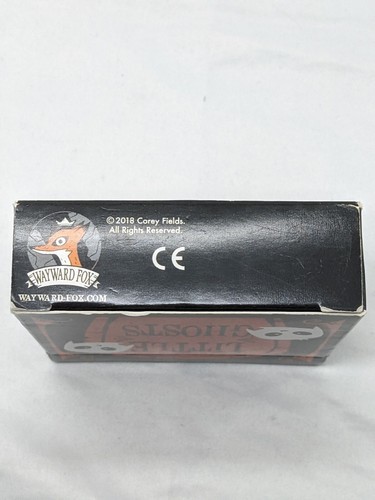 ©2018 Corey Fields.
All Rights Reserved.
CE
WAYWARD FOX
WAYWARD-FOX.COM
LITTLE
GHOSTS